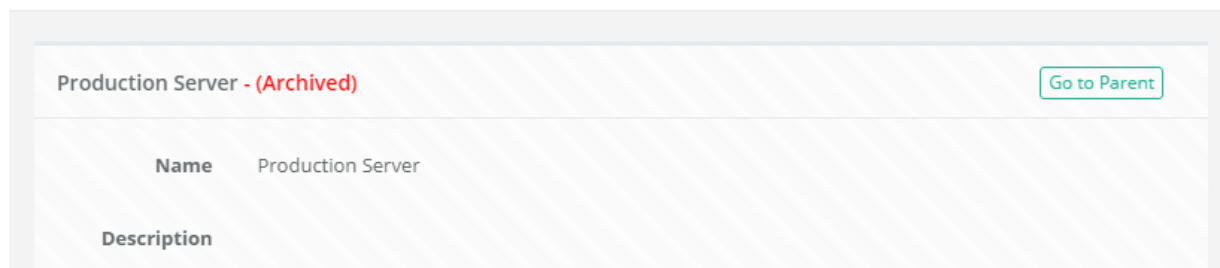 Production Server - (Archived) Go to Parent
Name Production Server
Description